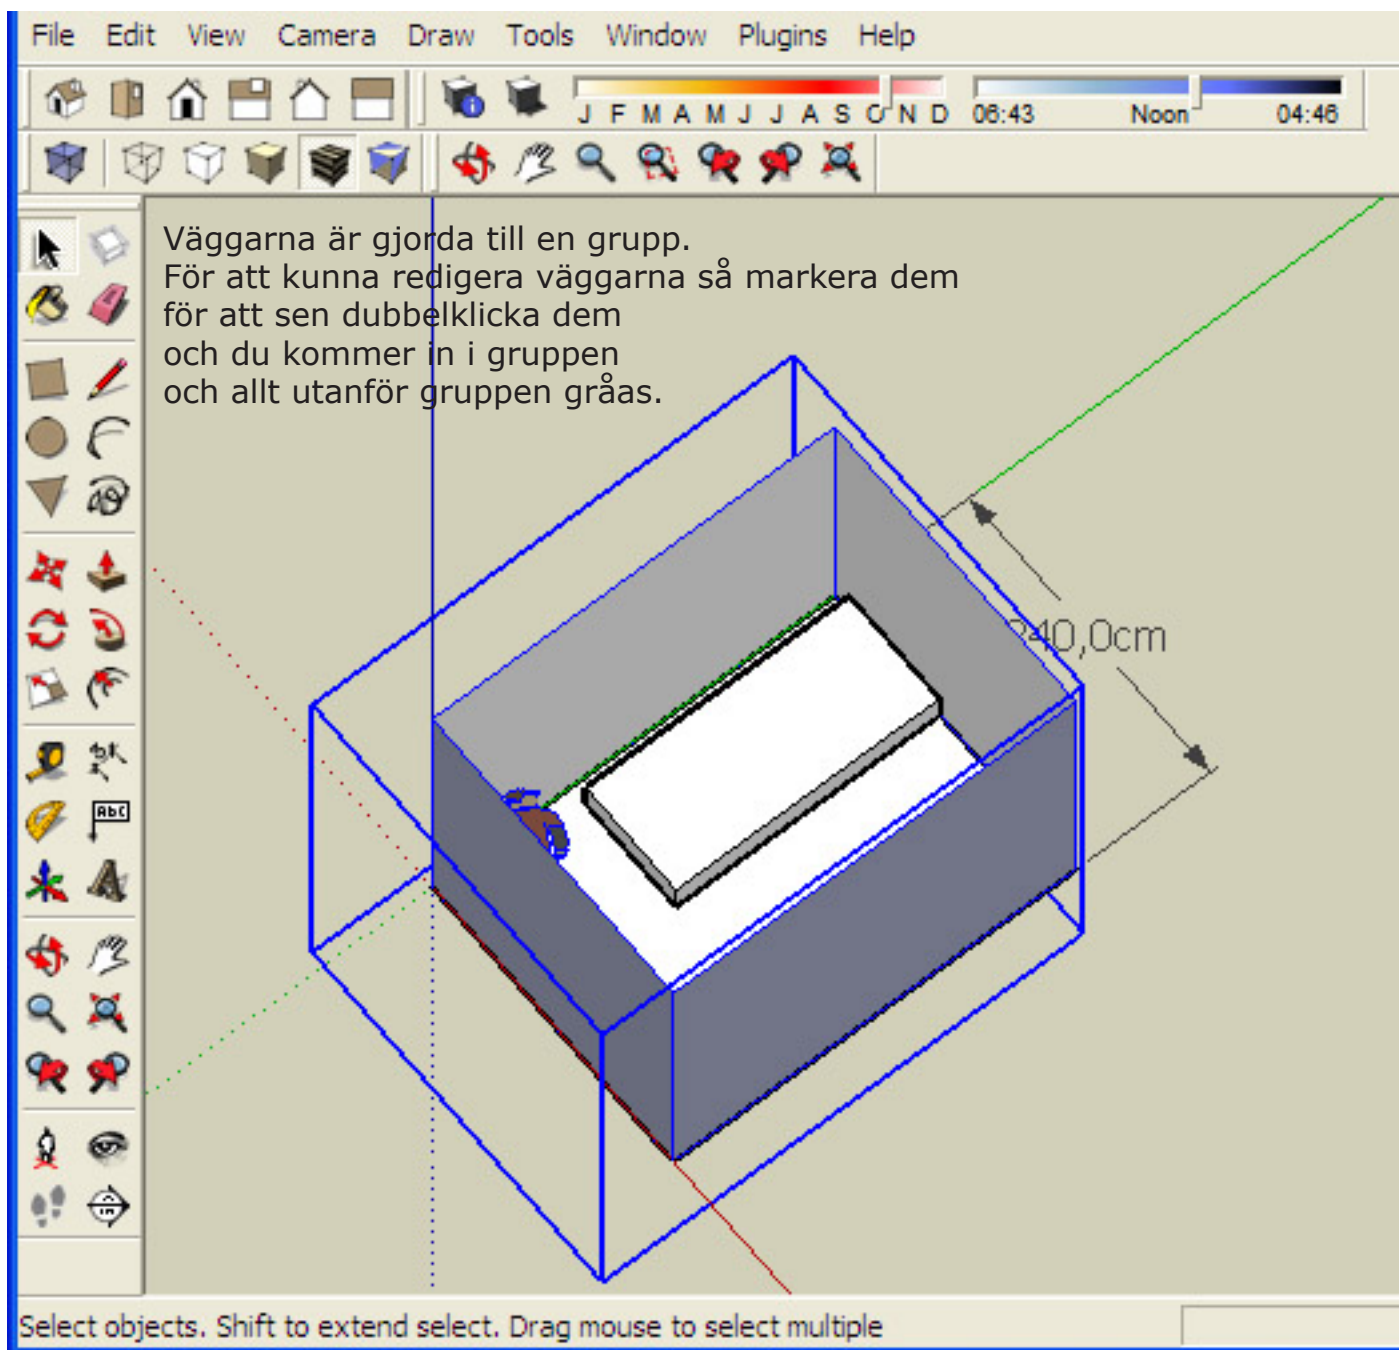 File Edit View Camera Draw Tools Window Plugins Help
J F M A M J J A S O N D 06:43 Noon 04:46
Väggarna är gjorda till en grupp.
För att kunna redigera väggarna så markera dem
för att sen dubbelklicka dem
och du kommer in i gruppen
och allt utanför gruppen gråas.
240,0cm
Abc
Select objects. Shift to extend select. Drag mouse to select multiple